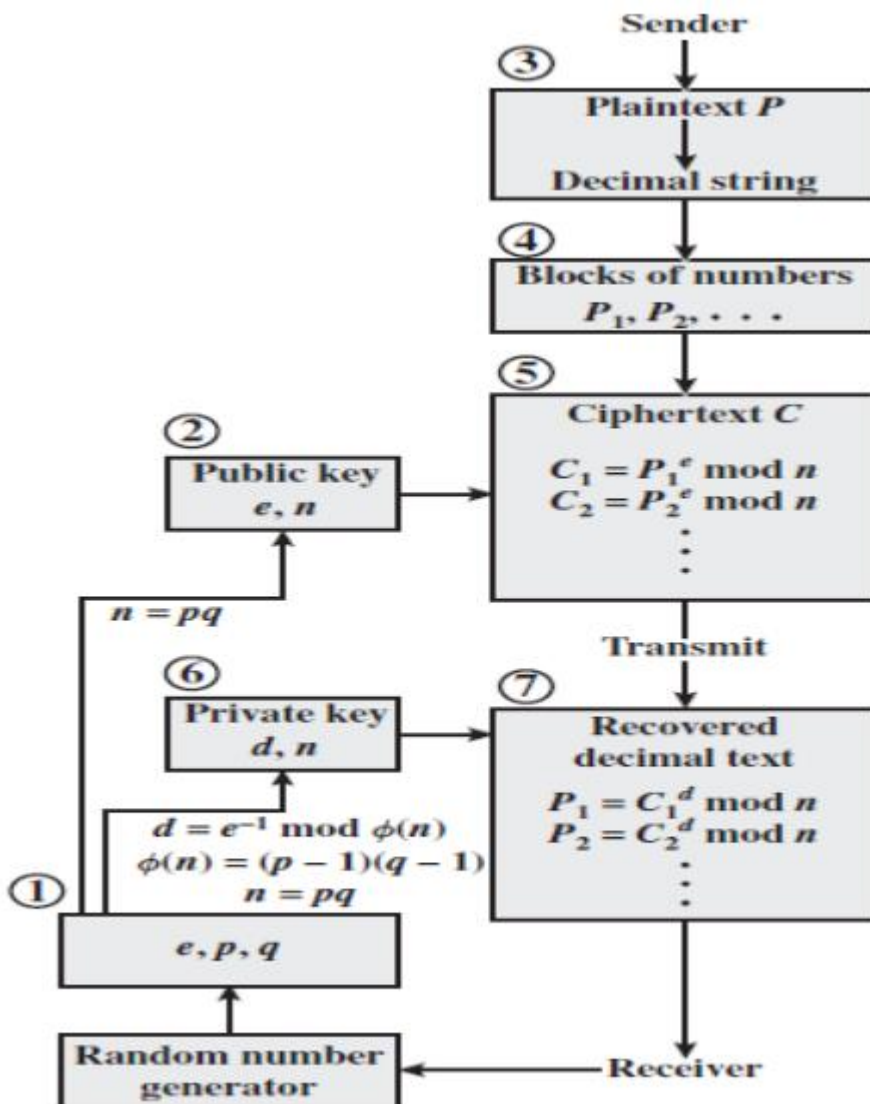 Sender
③
Plaintext P
Decimal string
④
Blocks of numbers
P₁, P₂, . . .
⑤
Ciphertext C
C₁ = P₁ᵉ mod n
C₂ = P₂ᵉ mod n
②
Public key
e, n
n = pq
Transmit
⑥
Private key
d, n
⑦
Recovered
decimal text
P₁ = C₁ᵈ mod n
P₂ = C₂ᵈ mod n
d = e⁻¹ mod ϕ(n)
ϕ(n) = (p − 1)(q − 1)
n = pq
①
e, p, q
Random number
generator
Receiver